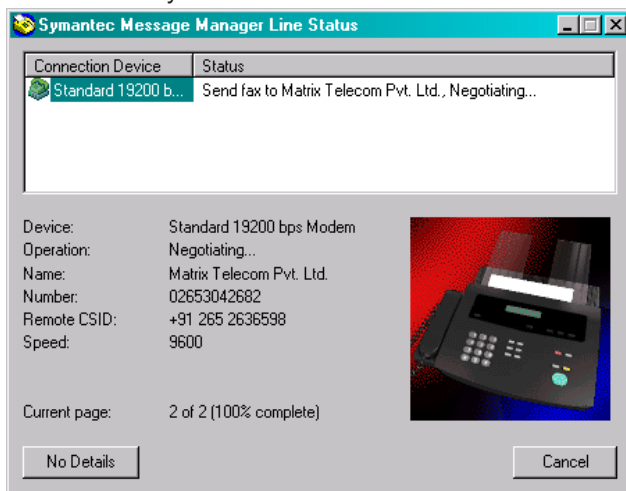 Symantec Message Manager Line Status
Connection Device Status
Standard 19200 b... Send fax to Matrix Telecom Pvt. Ltd., Negotiating...
Device: Standard 19200 bps Modem
Operation: Negotiating...
Name: Matrix Telecom Pvt. Ltd.
Number: 02653042682
Remote CSID: +91 265 2636598
Speed: 9600
Current page: 2 of 2 (100% complete)
No Details Cancel